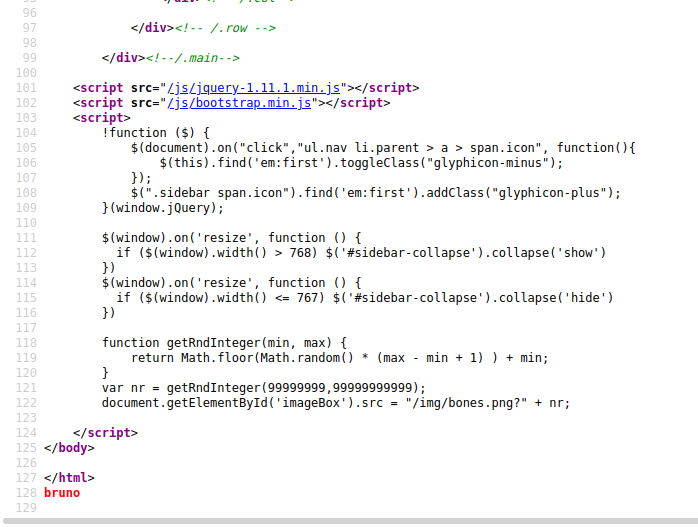 96
97 </div><!-- /.row -->
98
99 </div><!--/.main-->
100
101 <script src="/js/jquery-1.11.1.min.js"></script>
102 <script src="/js/bootstrap.min.js"></script>
103 <script>
104 !function ($) {
105 $(document).on("click","ul.nav li.parent > a > span.icon", function(){
106 $(this).find('em:first').toggleClass("glyphicon-minus");
107 });
108 $(".sidebar span.icon").find('em:first').addClass("glyphicon-plus");
109 }(window.jQuery);
110
111 $(window).on('resize', function () {
112 if ($(window).width() > 768) $('#sidebar-collapse').collapse('show')
113 })
114 $(window).on('resize', function () {
115 if ($(window).width() <= 767) $('#sidebar-collapse').collapse('hide')
116 })
117
118 function getRndInteger(min, max) {
119 return Math.floor(Math.random() * (max - min + 1) ) + min;
120 }
121 var nr = getRndInteger(99999999,99999999999);
122 document.getElementById('imageBox').src = "/img/bones.png?" + nr;
123
124 </script>
125 </body>
126
127 </html>
128 bruno
129